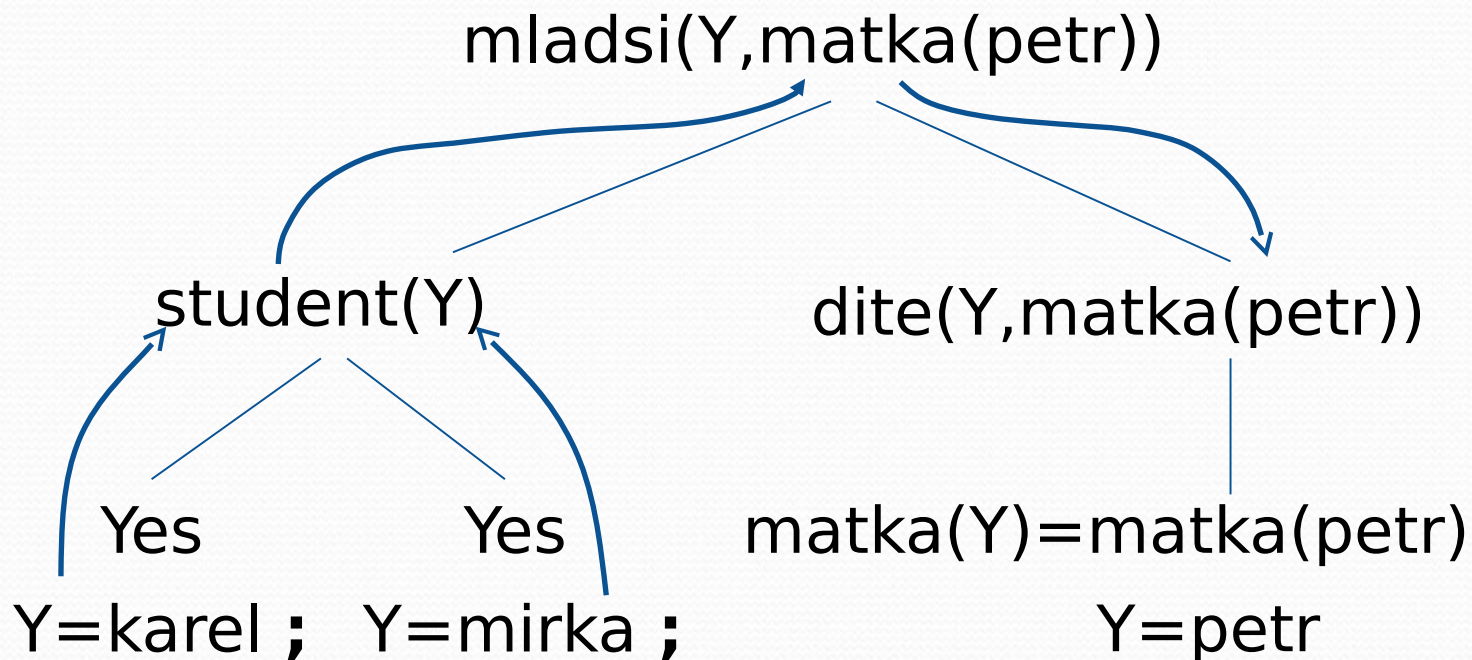 mladsi(Y,matka(petr))
student(Y)
dite(Y,matka(petr))
Yes
Yes
matka(Y)=matka(petr)
Y=karel ;
Y=mirka ;
Y=petr